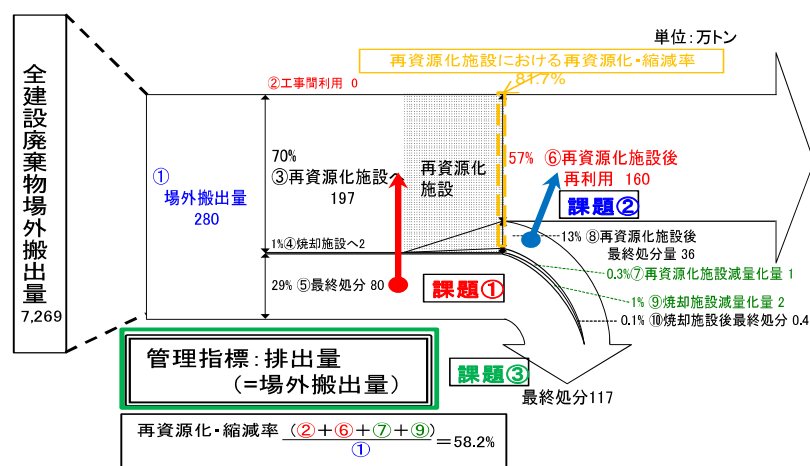 単位：万トン
再資源化施設における再資源化・縮減率
81.7%
全建設廃棄物場外搬出量
7,269
②工事間利用 0
①
場外搬出量
280
70%
③再資源化施設へ
197
再資源化
施設
57% ⑥再資源化施設後
再利用 160
課題②
1%④焼却施設へ2
13% ⑧再資源化施設後
最終処分量 36
0.3%⑦再資源化施設減量化量 1
29% ⑤最終処分 80
課題①
1% ⑨焼却施設減量化量 2
0.1% ⑩焼却施設後最終処分 0.4
管理指標：排出量
(=場外搬出量)
課題③
最終処分117
再資源化・縮減率 (②+⑥+⑦+⑨)
① =58.2%